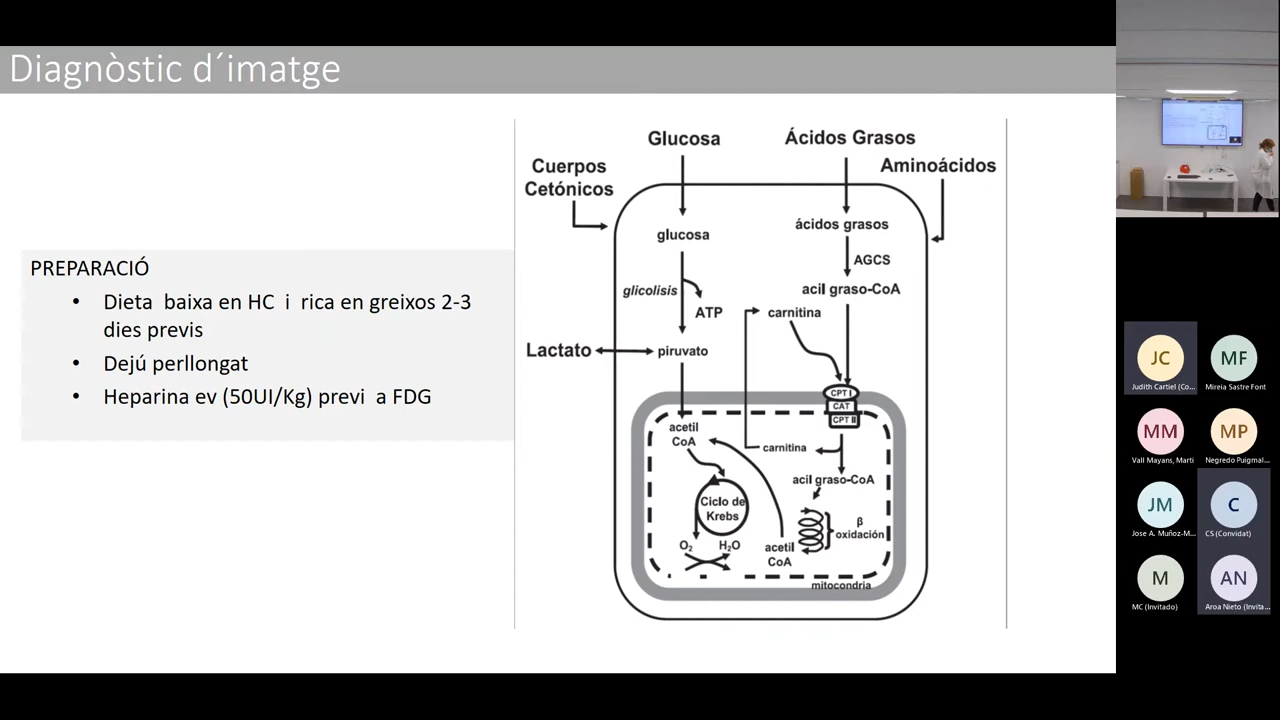 Diagnòstic d´imatge
PREPARACIÓ
• Dieta baixa en HC i rica en greixos 2-3
dies previs
• Dejú perllongat
• Heparina ev (50UI/Kg) previ a FDG
Glucosa
Ácidos Grasos
Cuerpos
Cetónicos
Aminoácidos
glucosa
ácidos grasos
AGCS
glicolisis
acil graso-CoA
ATP
carnitina
Lactato
piruvato
CPT I
CAT
CPT II
acetil
CoA
carnitina
acil graso-CoA
Ciclo de
Krebs
β
oxidación
O₂
H₂O
acetil
CoA
mitocondria
JC
Judith Cartiel (Co...
MF
Mireia Sastre Font
MM
Vall Mayans, Marti
MP
Negredo Puigmal...
JM
Jose A. Muñoz-M...
C
CS (Convidat)
M
MC (Invitado)
AN
Aroa Nieto (Invita...